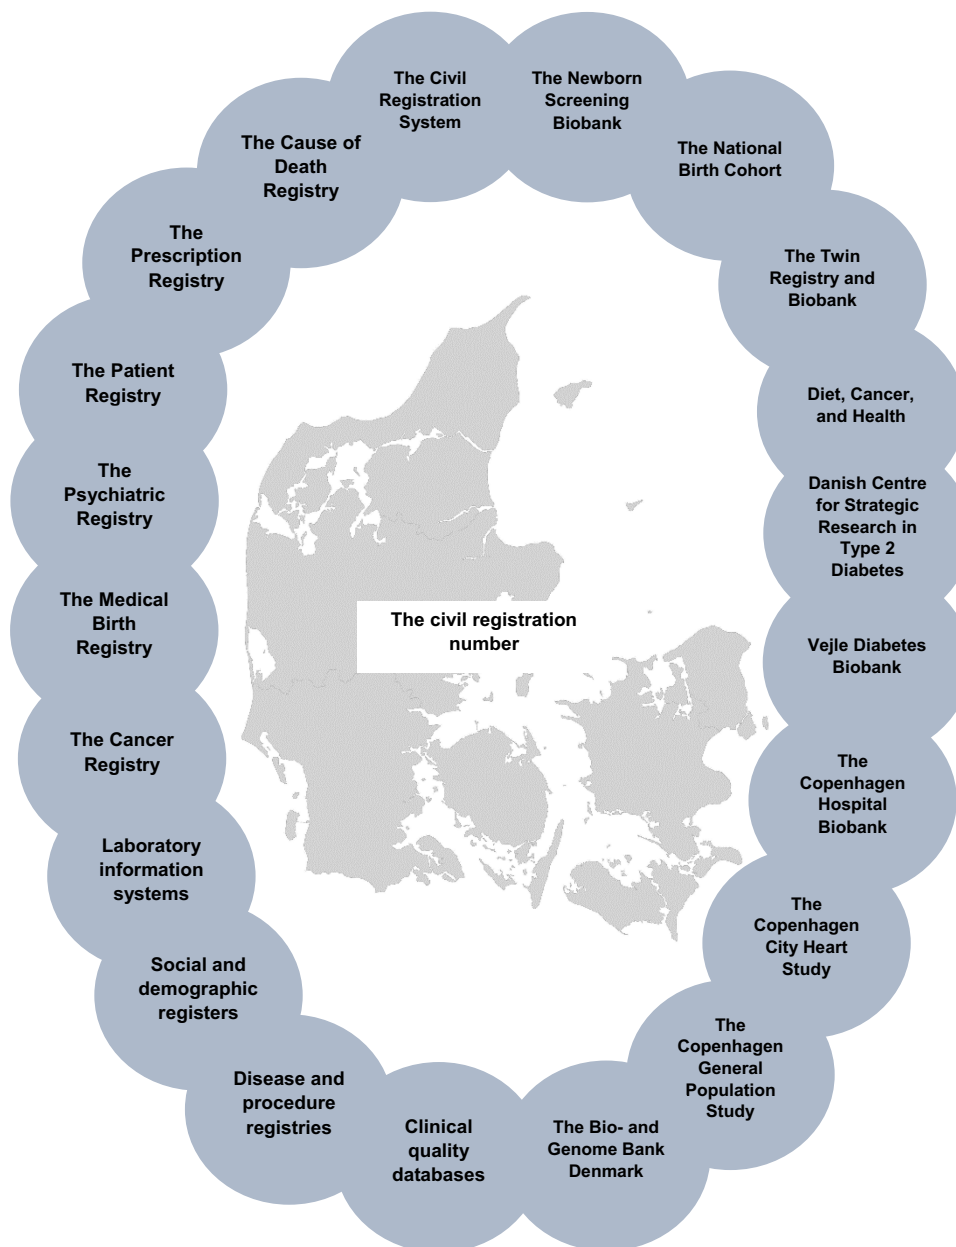 The Civil
Registration
System
The Newborn
Screening
Biobank
The National
Birth Cohort
The Twin
Registry and
Biobank
Diet, Cancer,
and Health
Danish Centre
for Strategic
Research in
Type 2
Diabetes
Vejle Diabetes
Biobank
The
Copenhagen
Hospital
Biobank
The
Copenhagen
City Heart
Study
The
Copenhagen
General
Population
Study
The Bio- and
Genome Bank
Denmark
Clinical
quality
databases
Disease and
procedure
registries
Social and
demographic
registers
Laboratory
information
systems
The Cancer
Registry
The Medical
Birth
Registry
The
Psychiatric
Registry
The Patient
Registry
The
Prescription
Registry
The Cause of
Death
Registry
The civil registration
number